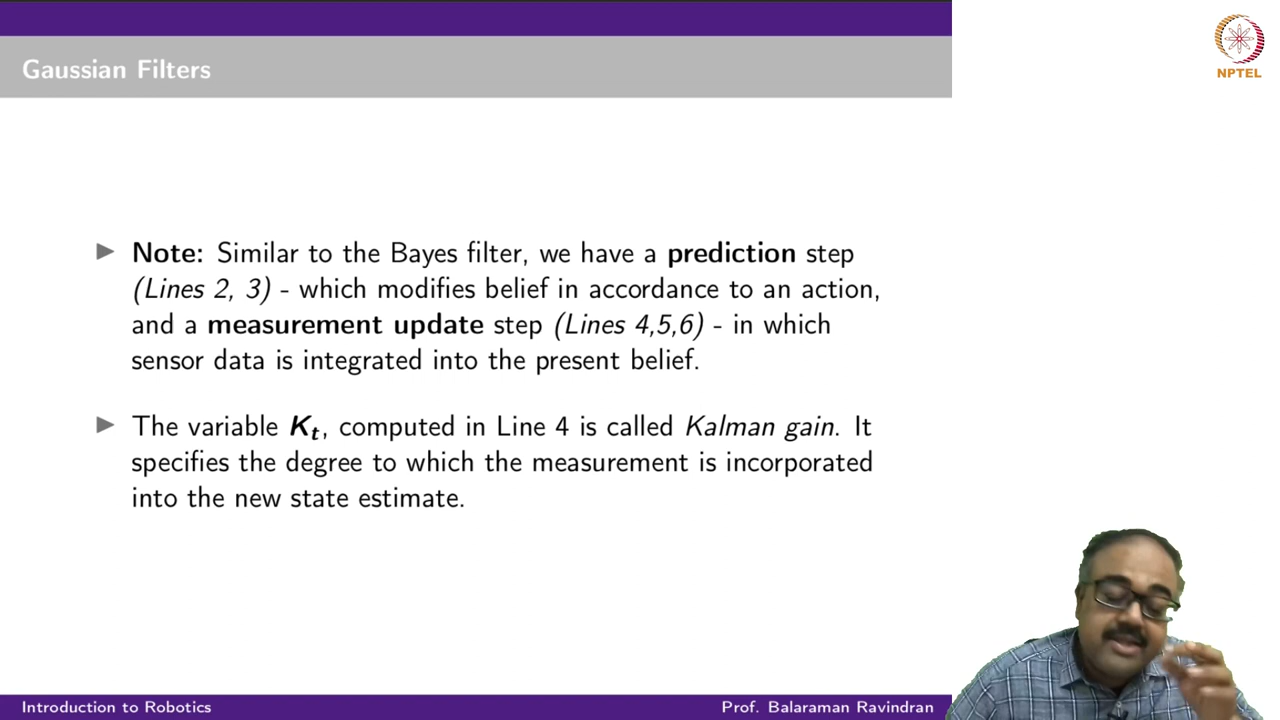 Gaussian Filters
NPTEL
▶ Note: Similar to the Bayes filter, we have a prediction step
(Lines 2, 3) - which modifies belief in accordance to an action,
and a measurement update step (Lines 4,5,6) - in which
sensor data is integrated into the present belief.
▶ The variable Kt, computed in Line 4 is called Kalman gain. It
specifies the degree to which the measurement is incorporated
into the new state estimate.
Introduction to Robotics
Prof. Balaraman Ravindran